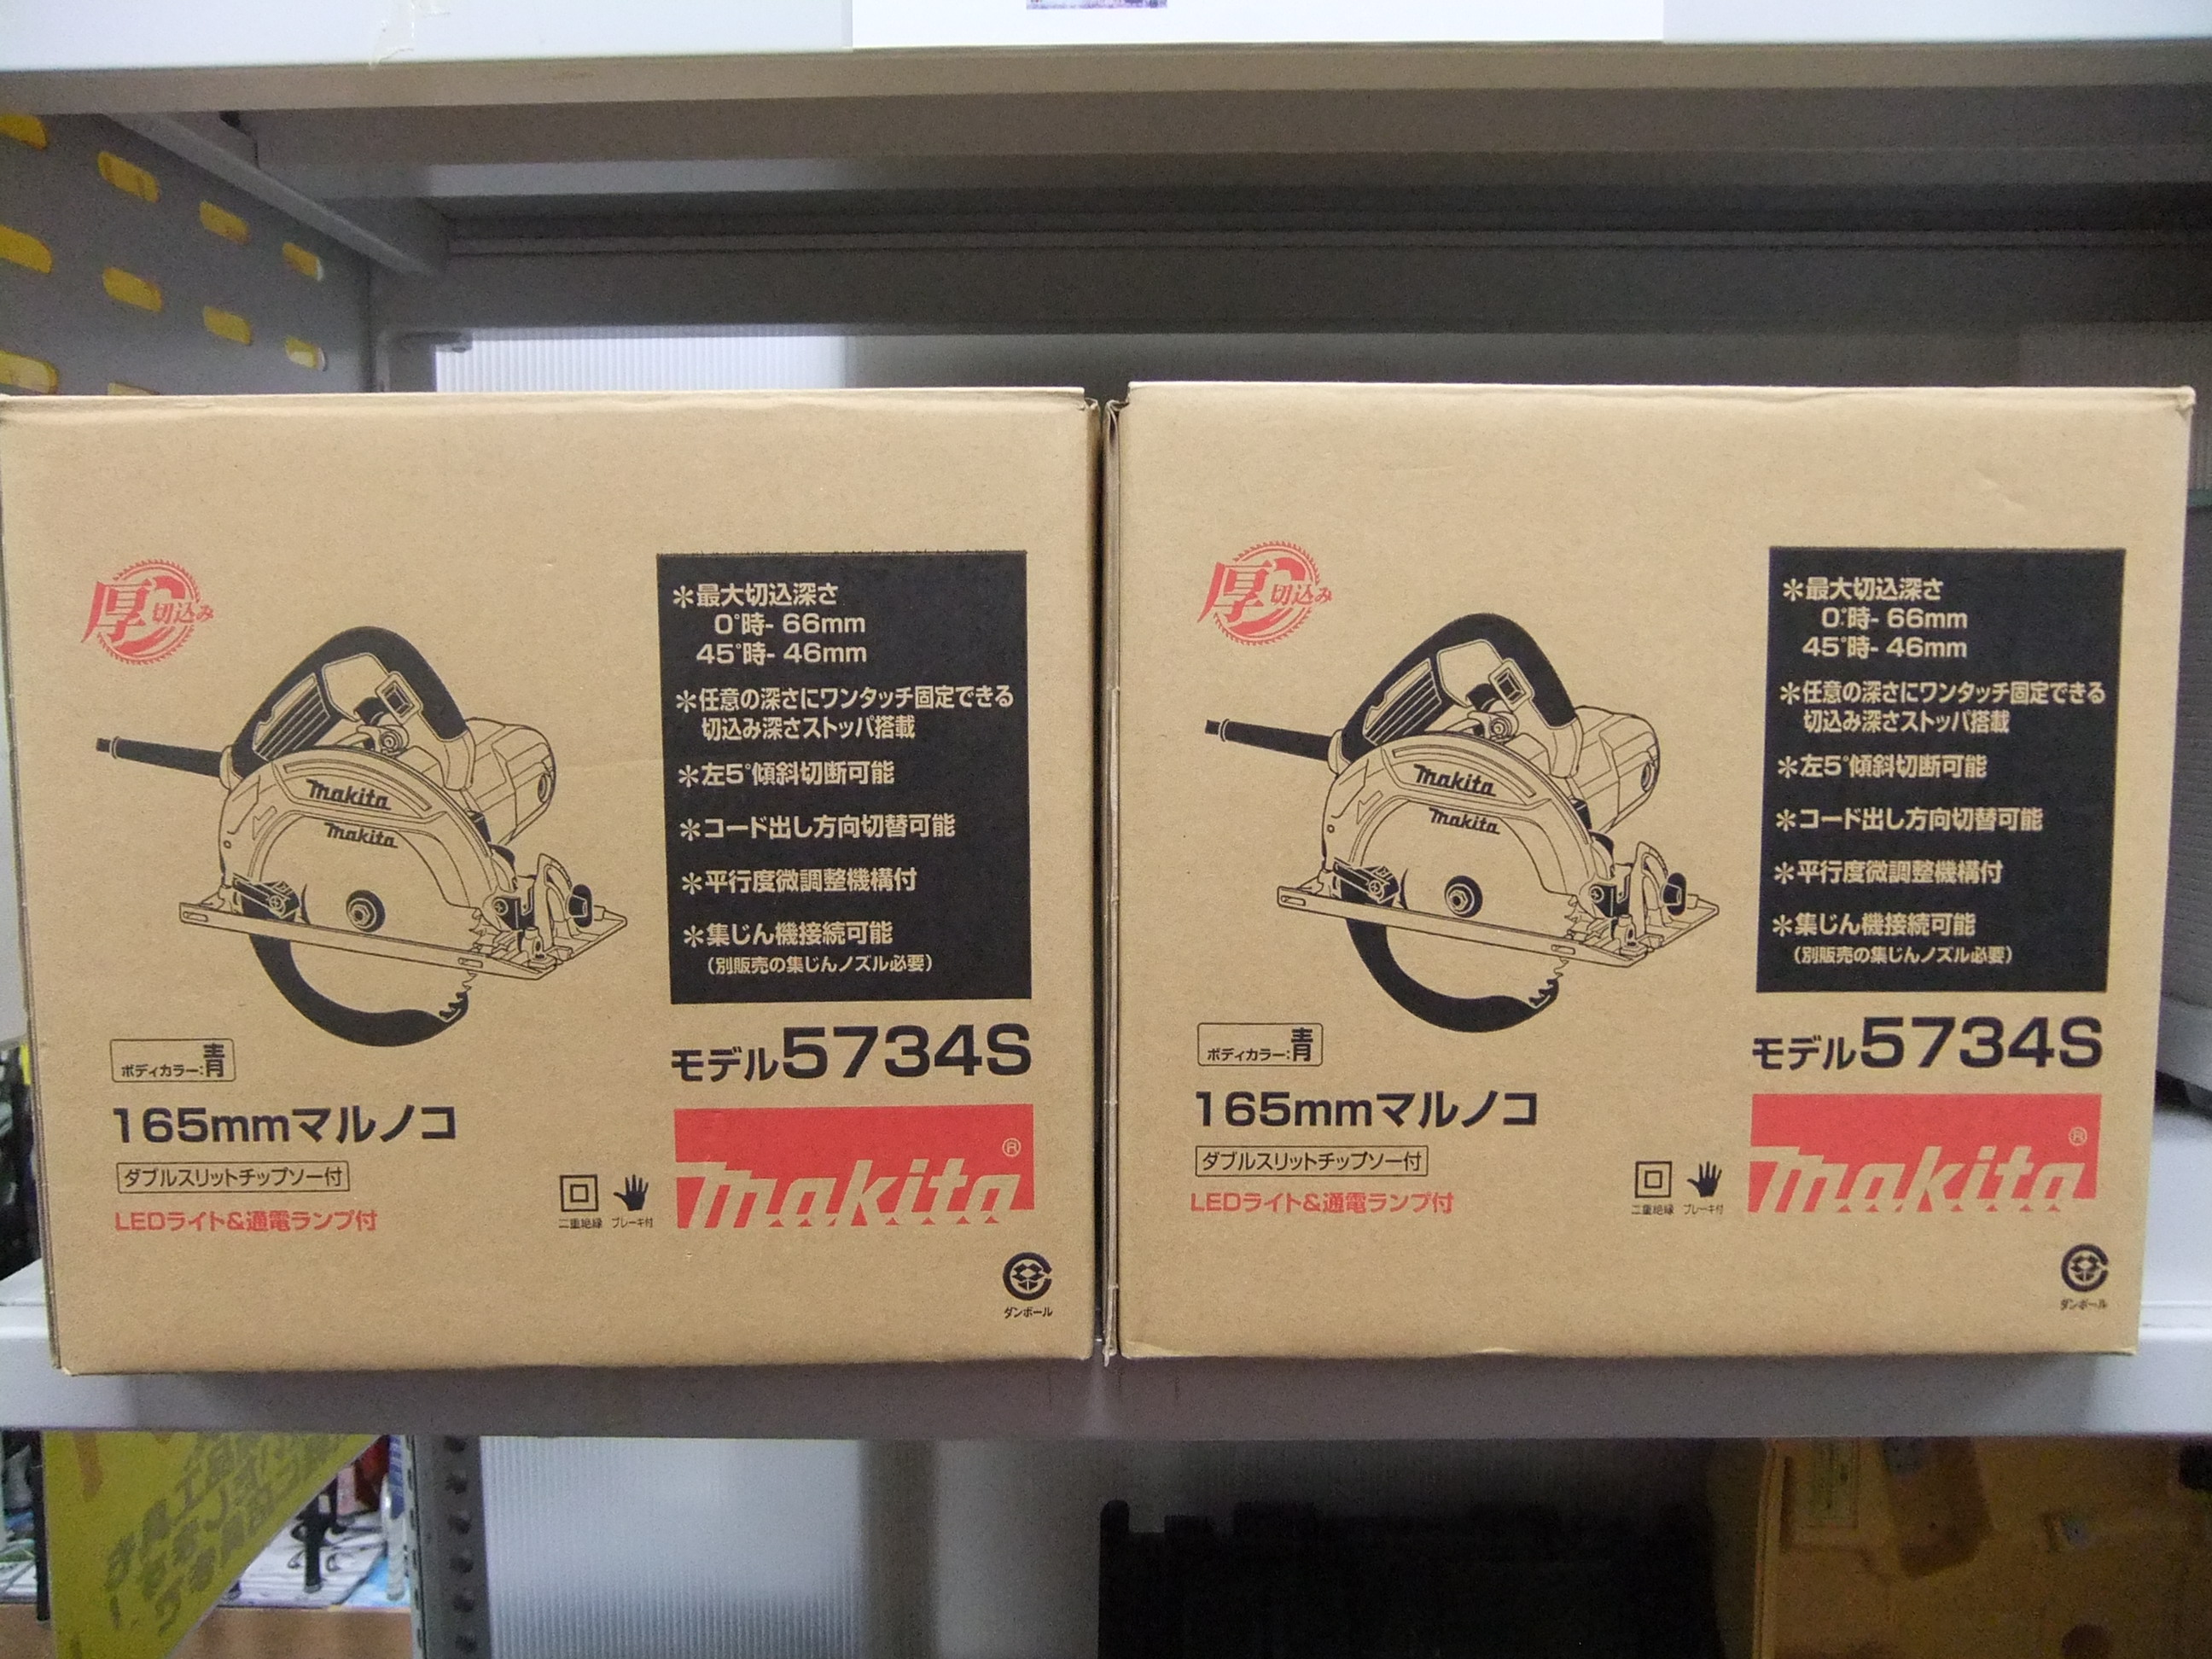 厚切込み
＊最大切込深さ
0°時- 66mm
45°時- 46mm
＊任意の深さにワンタッチ固定できる
切込み深さストッパ搭載
＊左5°傾斜切断可能
＊コード出し方向切替可能
＊平行度微調整機構付
＊集じん機接続可能
（別販売の集じんノズル必要）
makita
makita
ボディカラー:青
モデル5734S
165mmマルノコ
ダブルスリットチップソー付
LEDライト&通電ランプ付
二重絶縁 ブレーキ付
makita®
ダンボール
厚切込み
＊最大切込深さ
0°時- 66mm
45°時- 46mm
＊任意の深さにワンタッチ固定できる
切込み深さストッパ搭載
＊左5°傾斜切断可能
＊コード出し方向切替可能
＊平行度微調整機構付
＊集じん機接続可能
（別販売の集じんノズル必要）
makita
makita
ボディカラー:青
モデル5734S
165mmマルノコ
ダブルスリットチップソー付
LEDライト&通電ランプ付
二重絶縁 ブレーキ付
makita®
ダンボール